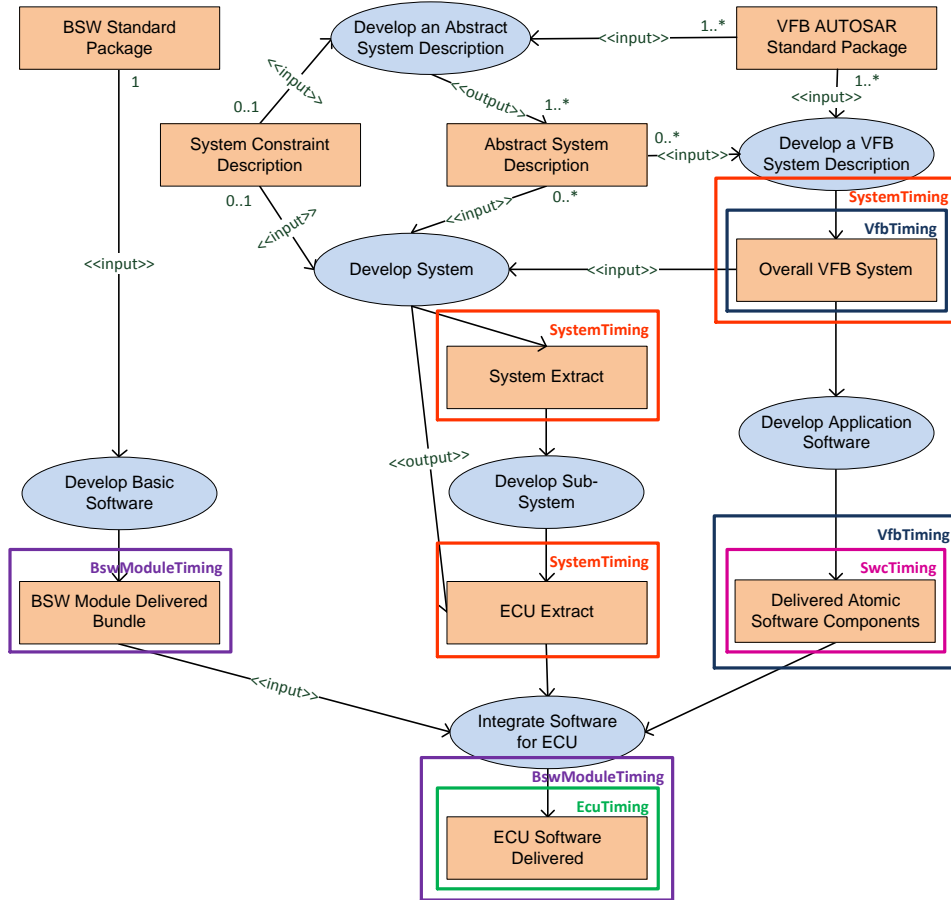 BSW Standard
Package
Develop an Abstract
System Description
VFB AUTOSAR
Standard Package
1..*
<<input>>
1
<<input>>
0..1
<<output>>
1..*
1..*
<<input>>
System Constraint
Description
Abstract System
Description
0..*
<<input>>
Develop a VFB
System Description
0..1
<<input>>
0..*
<<input>>
SystemTiming
VfbTiming
Overall VFB System
<<input>>
Develop System
<<input>>
SystemTiming
System Extract
Develop Application
Software
<<output>>
Develop Basic
Software
Develop Sub-
System
VfbTiming
SwcTiming
BswModuleTiming
SystemTiming
BSW Module Delivered
Bundle
ECU Extract
Delivered Atomic
Software Components
<<input>>
Integrate Software
for ECU
BswModuleTiming
EcuTiming
ECU Software
Delivered